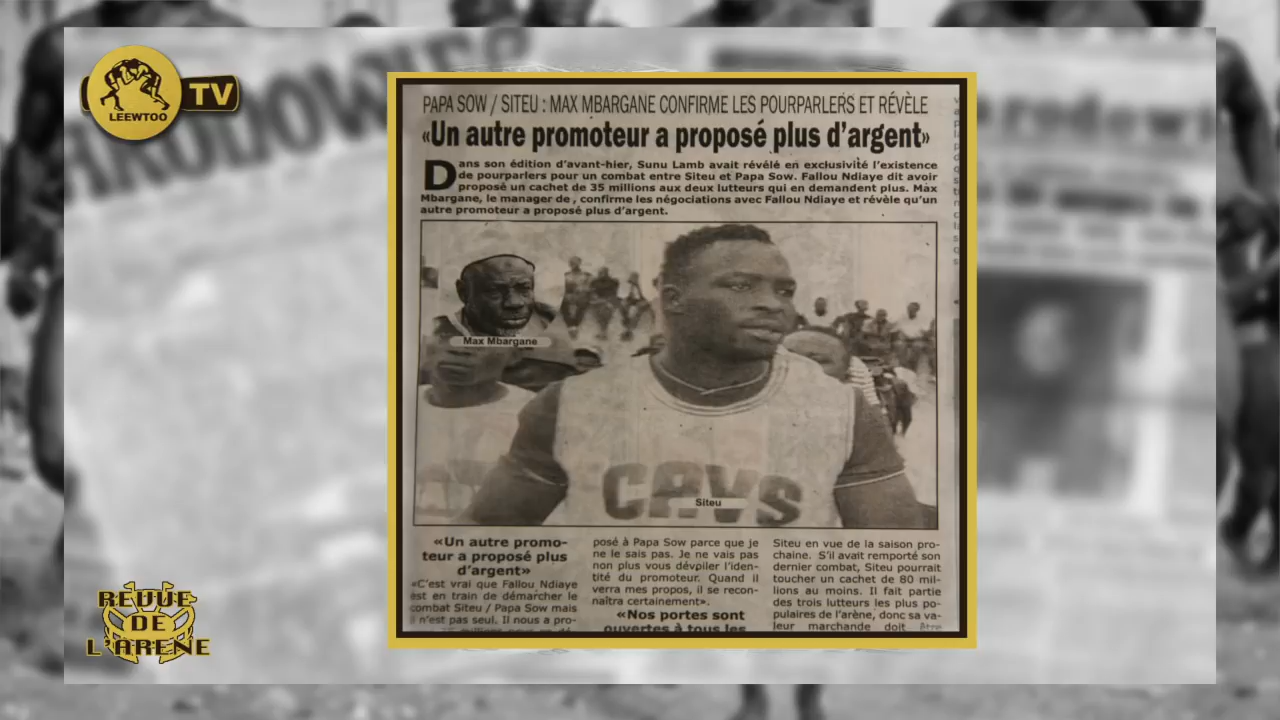 LEEWTOO
TV
PAPA SOW / SITEU : MAX MBARGANE CONFIRME LES POURPARLERS ET RÉVÈLE
«Un autre promoteur a proposé plus d'argent»
Dans son édition d'avant-hier, Sunu Lamb avait révélé en exclusivité l'existence
de pourparlers pour un combat entre Siteu et Papa Sow. Fallou Ndiaye dit avoir
proposé un cachet de 35 millions aux deux lutteurs qui en demandent plus. Max
Mbargane, le manager de , confirme les négociations avec Fallou Ndiaye et révèle qu'un
autre promoteur a proposé plus d'argent.
Max Mbargane
CAVS
Siteu
«Un autre promo-
teur a proposé plus
d'argent»
«C'est vrai que Fallou Ndiaye
est en train de démarcher le
combat Siteu / Papa Sow mais
il n'est pas seul. Il nous a pro-
posé à Papa Sow parce que je
ne le sais pas. Je ne vais pas
non plus vous dévoiler l'iden-
tité du promoteur. Quand il
verra mes propos, il se recon-
naîtra certainement».
«Nos portes sont
ouvertes à tous les
Siteu en vue de la saison pro-
chaine. S'il avait remporté son
dernier combat, Siteu pourrait
toucher un cachet de 80 mil-
lions au moins. Il fait partie
des trois lutteurs les plus po-
pulaires de l'arène, donc sa va-
leur marchande doit être
REVUE
DE
L'ARENE